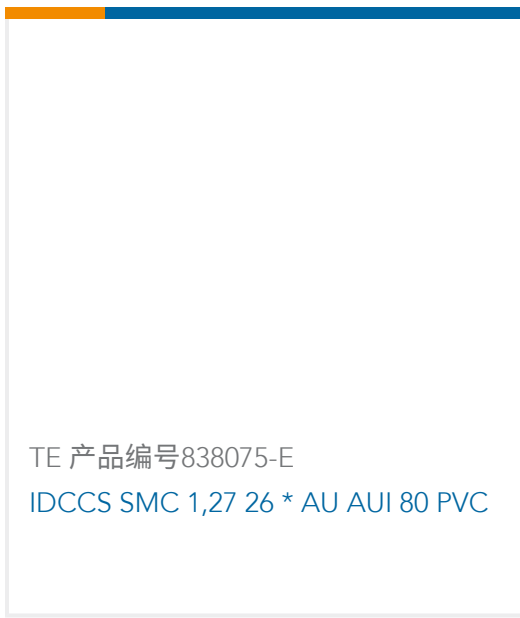 TE 产品编号838075-E
IDCCS SMC 1,27 26 * AU AUI 80 PVC